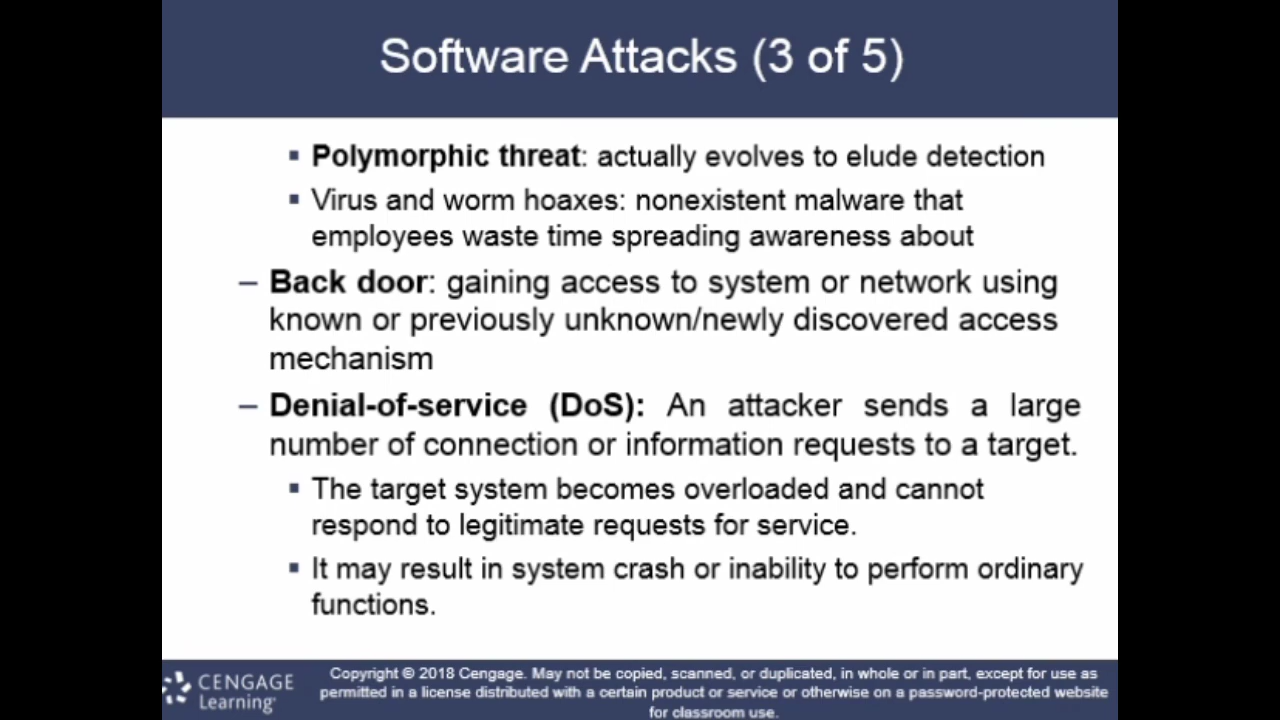 Software Attacks (3 of 5)
▪ Polymorphic threat: actually evolves to elude detection
▪ Virus and worm hoaxes: nonexistent malware that
employees waste time spreading awareness about
– Back door: gaining access to system or network using
known or previously unknown/newly discovered access
mechanism
– Denial-of-service (DoS): An attacker sends a large
number of connection or information requests to a target.
▪ The target system becomes overloaded and cannot
respond to legitimate requests for service.
▪ It may result in system crash or inability to perform ordinary
functions.
CENGAGE
Learning
Copyright © 2018 Cengage. May not be copied, scanned, or duplicated, in whole or in part, except for use as
permitted in a license distributed with a certain product or service or otherwise on a password-protected website
for classroom use.